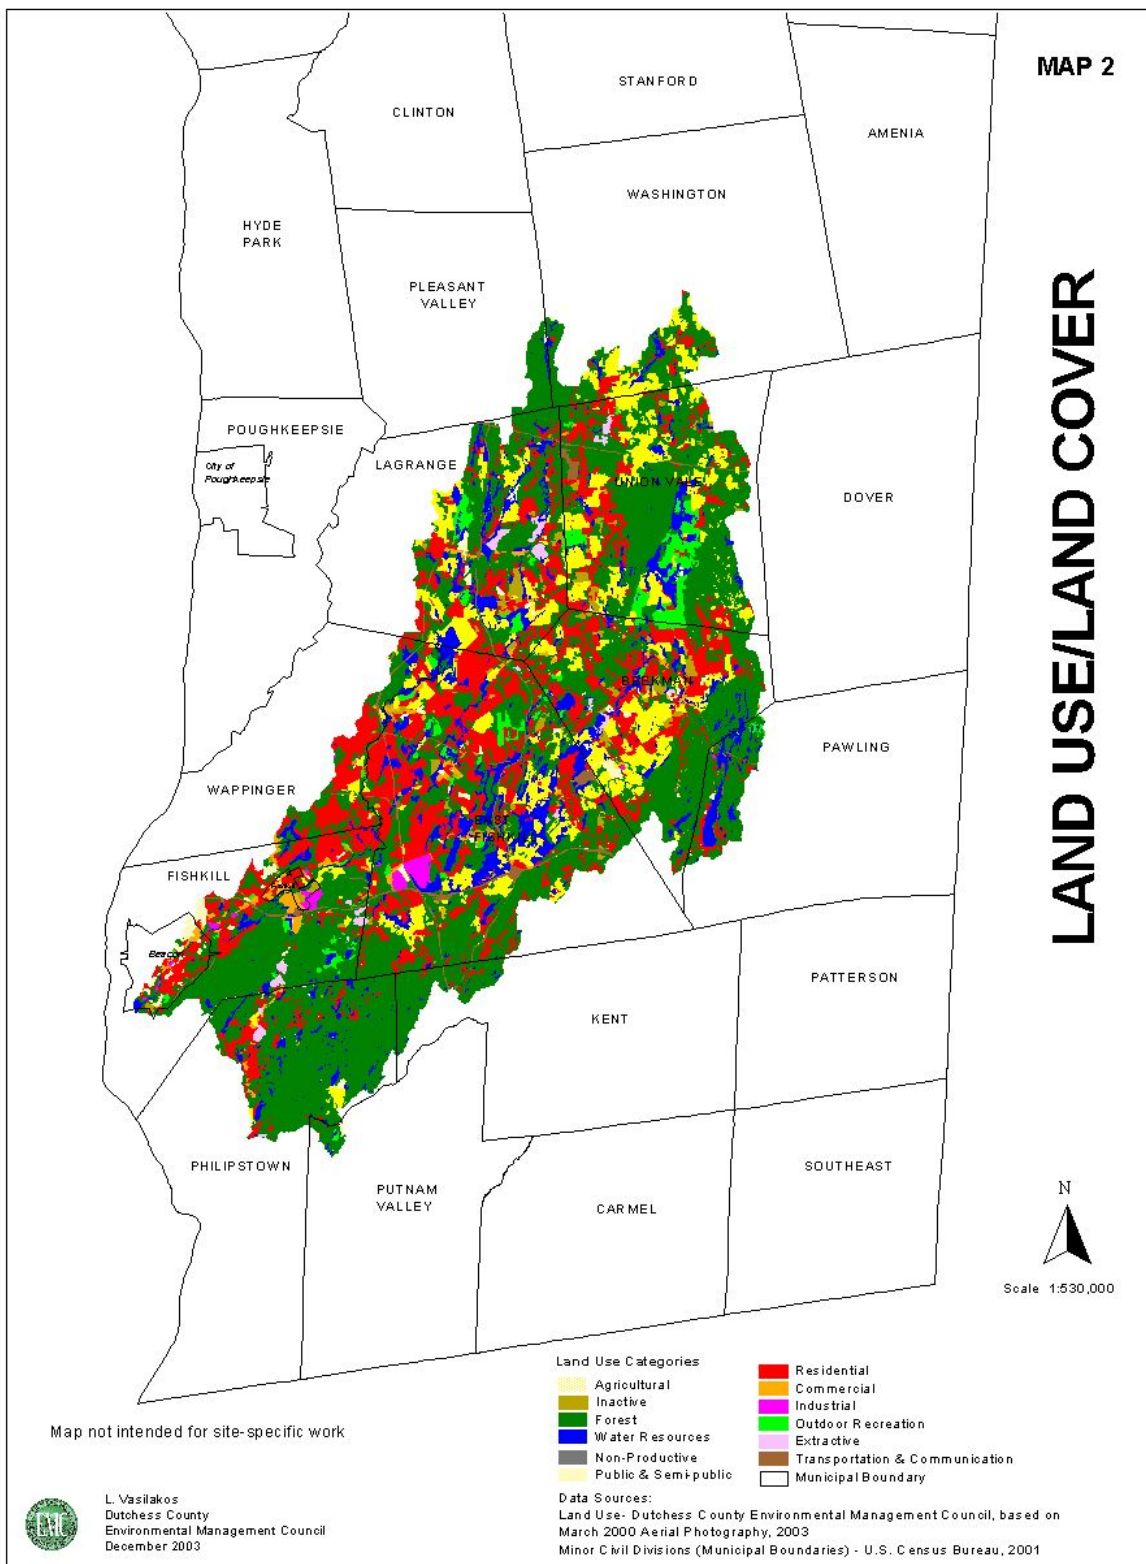 MAP 2
LAND USE/LAND COVER
STANFORD
CLINTON
AMENIA
WASHINGTON
HYDE
PARK
PLEASANT
VALLEY
POUGHKEEPSIE
City of
Poughkeepsie
LAGRANGE
UNION VALE
DOVER
BEEKMAN
PAWLING
WAPPINGER
EAST
FISHKILL
FISHKILL
Beacon
PATTERSON
KENT
PHILIPSTOWN
PUTNAM
VALLEY
CARMEL
SOUTHEAST
N
Scale 1:530,000
Land Use Categories
Agricultural
Inactive
Forest
Water Resources
Non-Productive
Public & Semi-public
Residential
Commercial
Industrial
Outdoor Recreation
Extractive
Transportation & Communication
Municipal Boundary
Map not intended for site-specific work
EMC
L. Vasilakos
Dutchess County
Environmental Management Council
December 2003
Data Sources:
Land Use- Dutchess County Environmental Management Council, based on
March 2000 Aerial Photography, 2003
Minor Civil Divisions (Municipal Boundaries) - U.S. Census Bureau, 2001